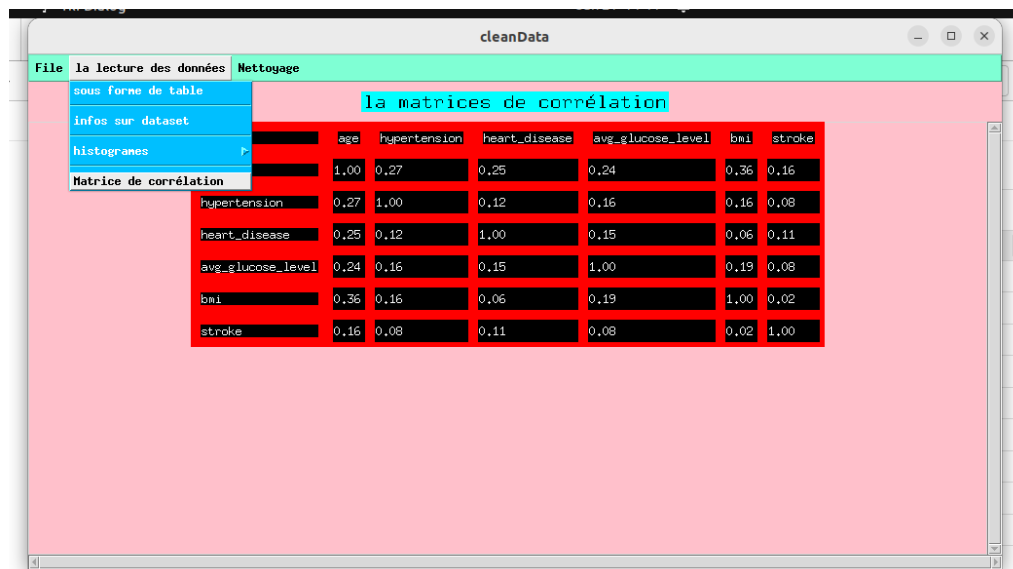 cleanData
File la lecture des données Nettoyage
sous forme de table
la matrices de corrélation
infos sur dataset
age hypertension heart_disease avg_glucose_level bmi stroke
histogrames
1.00 0.27 0.25 0.24 0.36 0.16
Matrice de corrélation
hypertension 0.27 1.00 0.12 0.16 0.16 0.08
heart_disease 0.25 0.12 1.00 0.15 0.06 0.11
avg_glucose_level 0.24 0.16 0.15 1.00 0.19 0.08
bmi 0.36 0.16 0.06 0.19 1.00 0.02
stroke 0.16 0.08 0.11 0.08 0.02 1.00